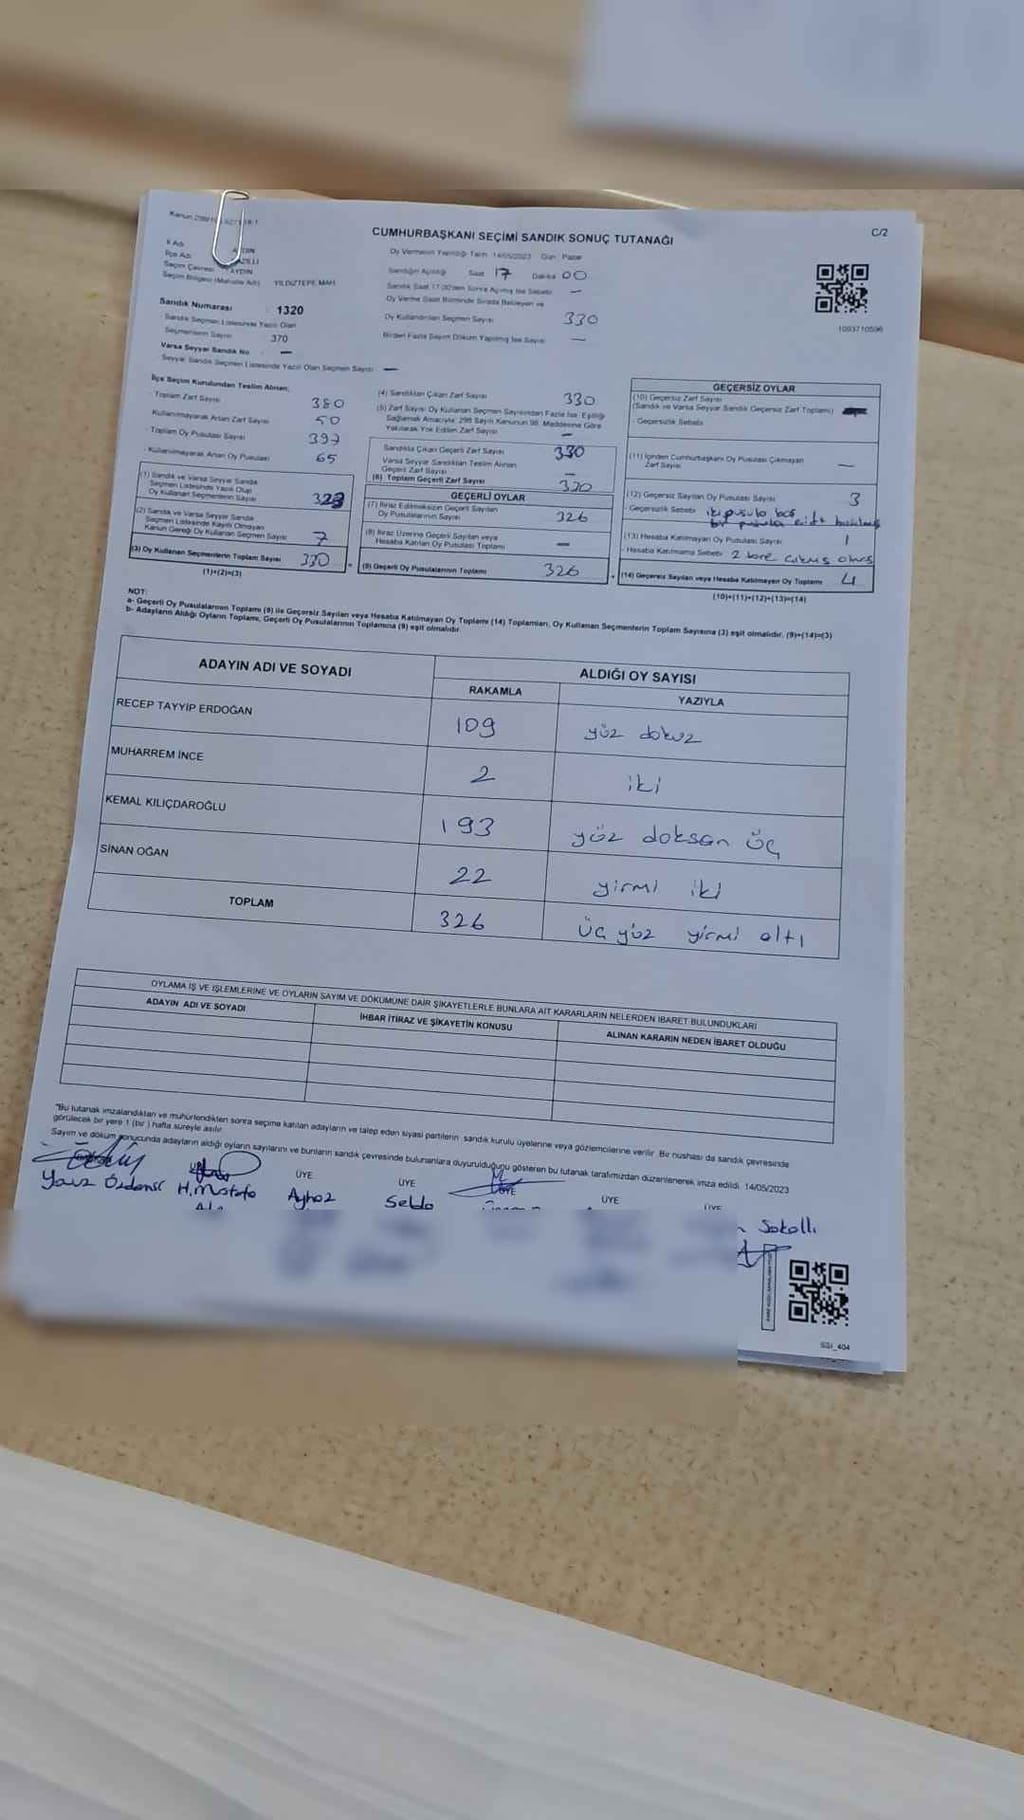 C/2
CUMHURBAŞKANI SEÇİMİ SANDIK SONUÇ TUTANAĞI
Oy Vermenin Yapıldığı Tarih 14/05/2023 Gün Pazar
İl Adı
İlçe Adı
Seçim Çevresi AYDIN
Seçim Bölgesi (Mahalle Adı) YILDIZTEPE MAH.
Sandığın Açıldığı Saat 17 Dakika 00
Sandık Saat 17.00'den Sonra Açılmış İse Sebebi —
Oy Verme Saati Bitiminde Sırada Bekleyen ve
Oy Kullandırılan Seçmen Sayısı 330
Birden Fazla Sayım Döküm Yapılmış İse Sayısı —
1093710596
Sandık Numarası : 1320
Sandık Seçmen Listesinde Yazılı Olan
Seçmenlerin Sayısı 370
Varsa Seyyar Sandık No —
Seyyar Sandık Seçmen Listesinde Yazılı Olan Seçmen Sayısı —
İlçe Seçim Kurulundan Teslim Alınan;
Toplam Zarf Sayısı 380
Kullanılmayarak Artan Zarf Sayısı 50
Toplam Oy Pusulası Sayısı 397
Kullanılmayarak Artan Oy Pusulası 65
(1) Sandık ve Varsa Seyyar Sandık
Seçmen Listesinde Yazılı Olup
Oy Kullanan Seçmenlerin Sayısı 323
(2) Sandık ve Varsa Seyyar Sandık
Seçmen Listesinde Kayıtlı Olmayan
Kanun Gereği Oy Kullanan Seçmen Sayısı 7
(3) Oy Kullanan Seçmenlerin Toplam Sayısı 330
(1)+(2)=(3)
(4) Sandıktan Çıkan Zarf Sayısı 330
(5) Zarf Sayısı Oy Kullanan Seçmen Sayısından Fazla İse, Eşitliği
Sağlamak Amacıyla; 298 Sayılı Kanunun 98. Maddesine Göre
Yakılarak Yok Edilen Zarf Sayısı —
Sandıkta Çıkan Geçerli Zarf Sayısı 330
Varsa Seyyar Sandıktan Teslim Alınan
Geçerli Zarf Sayısı —
(6) Toplam Geçerli Zarf Sayısı 330
GEÇERLİ OYLAR
(7) İtiraz Edilmeksizin Geçerli Sayılan
Oy Pusulalarının Sayısı 326
(8) İtiraz Üzerine Geçerli Sayılan veya
Hesaba Katılan Oy Pusulası Toplamı —
(9) Geçerli Oy Pusulalarının Toplamı 326
GEÇERSİZ OYLAR
(10) Geçersiz Zarf Sayısı
(Sandık ve Varsa Seyyar Sandık Geçersiz Zarf Toplamı)
- Geçersizlik Sebebi
(11) İçinden Cumhurbaşkanı Oy Pusulası Çıkmayan
Zarf Sayısı —
(12) Geçersiz Sayılan Oy Pusulası Sayısı 3
- Geçersizlik Sebebi iki pusula boş
bir pusula
(13) Hesaba Katılmayan Oy Pusulası Sayısı 1
- Hesaba Katılmama Sebebi 2 kere çıkmış olması
(14) Geçersiz Sayılan veya Hesaba Katılmayan Oy Toplamı 4
(10)+(11)+(12)+(13)=(14)
NOT:
a- Geçerli Oy Pusulalarının Toplamı (9) ile Geçersiz Sayılan veya Hesaba Katılmayan Oy Toplamı (14) Toplamları, Oy Kullanan Seçmenlerin Toplam Sayısına (3) eşit olmalıdır. (9)+(14)=(3)
b- Adayların Aldığı Oyların Toplamı, Geçerli Oy Pusulalarının Toplamına (9) eşit olmalıdır.
ADAYIN ADI VE SOYADI
ALDIĞI OY SAYISI
RAKAMLA
YAZIYLA
RECEP TAYYİP ERDOĞAN 109 yüz dokuz
MUHARREM İNCE 2 iki
KEMAL KILIÇDAROĞLU 193 yüz doksan üç
SİNAN OĞAN 22 yirmi iki
TOPLAM 326 üç yüz yirmi altı
OYLAMA İŞ VE İŞLEMLERİNE VE OYLARIN SAYIM VE DÖKÜMÜNE DAİR ŞİKAYETLERLE BUNLARA AİT KARARLARIN NELERDEN İBARET BULUNDUKLARI
ADAYIN ADI VE SOYADI
İHBAR İTİRAZ VE ŞİKAYETİN KONUSU
ALINAN KARARIN NEDEN İBARET OLDUĞU
"Bu tutanak imzalandıktan ve mühürlendikten sonra seçime katılan adayların ve talep eden siyasi partilerin sandık kurulu üyelerine veya gözlemcilerine verilir. Bir nüshası da sandık çevresinde
görülecek bir yere 1 (bir) hafta süreyle asılır.
Sayım ve döküm sonucunda adayların aldığı oyların sayılarını ve bunların sandık çevresinde bulunanlara duyurulduğunu gösteren bu tutanak tarafımızdan düzenlenerek imza edildi. 14/05/2023
ÜYE ÜYE ÜYE ÜYE ÜYE
H. Mustafa Ayhaz Selda
Sokollı
SSI_404